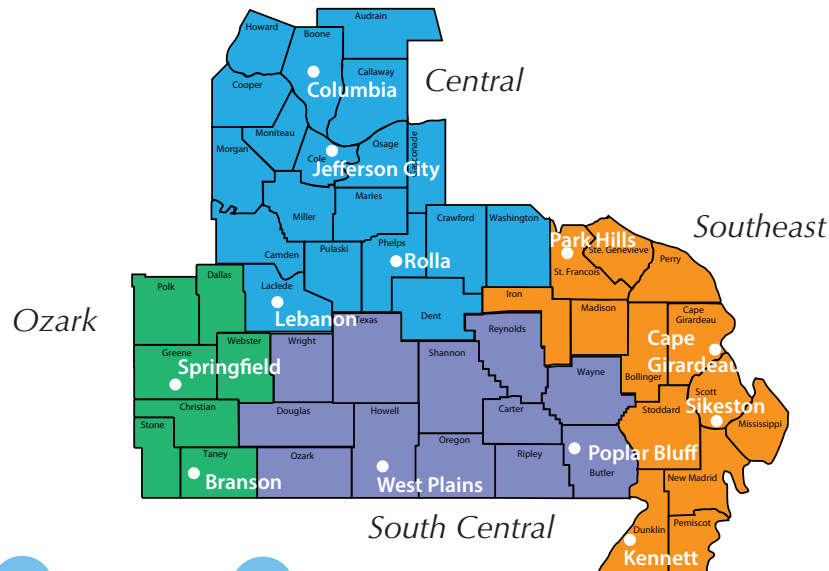 Audrain
Howard
Boone
Callaway
Central
Columbia
Cooper
Moniteau
Osage
Gasconade
Morgan
Cole
Jefferson City
Maries
Miller
Crawford
Washington
Southeast
Park Hills
Ste. Genevieve
Phelps
Pulaski
Camden
Rolla
St. Francois
Perry
Dallas
Polk
Laclede
Iron
Madison
Cape
Girardeau
Ozark
Lebanon
Texas
Dent
Reynolds
Webster
Wright
Greene
Shannon
Cape
Girardeau
Springfield
Wayne
Bollinger
Scott
Christian
Douglas
Howell
Carter
Stoddard
Sikeston
Stone
Mississippi
Oregon
Taney
Ozark
Ripley
Poplar Bluff
Butler
Branson
West Plains
New Madrid
South Central
Dunklin
Pemiscot
Kennett